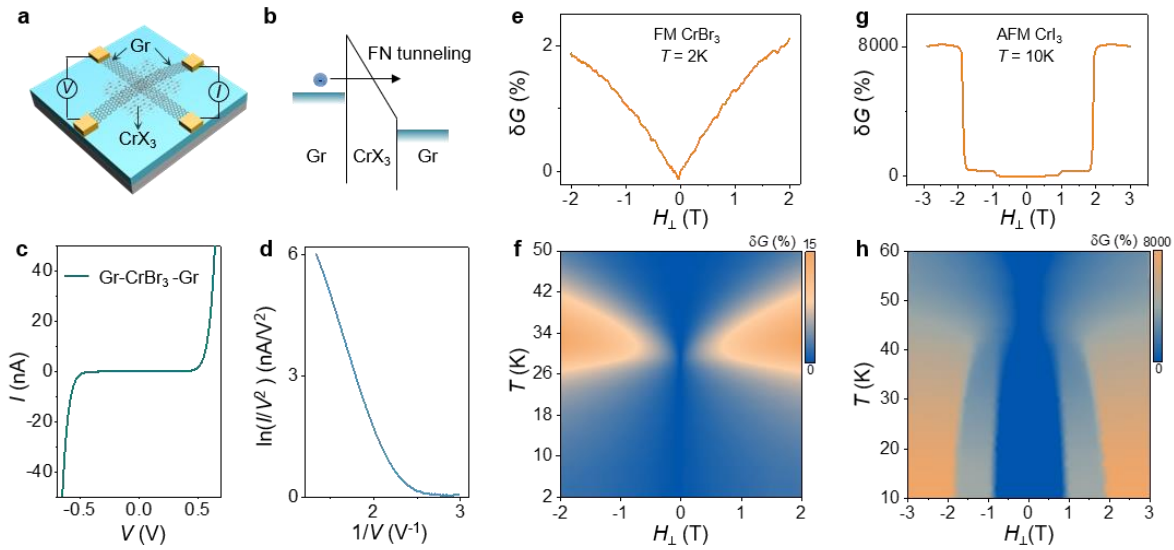 a
Gr
V
I
CrX₃
b
FN tunneling
-
Gr
CrX₃
Gr
c
Gr-CrBr₃-Gr
I (nA)
40
20
0
-20
-40
-0.5
0.0
0.5
V (V)
d
ln(I/V²) (nA/V²)
6
3
0
2
3
1/V (V⁻¹)
e
FM CrBr₃
T = 2K
δG (%)
2
1
0
-2
-1
0
1
2
H⊥ (T)
f
δG (%)
15
0
T (K)
50
42
34
26
18
10
2
-2
-1
0
1
2
H⊥ (T)
g
AFM CrI₃
T = 10K
δG (%)
8000
0
-3
-2
-1
0
1
2
3
H⊥ (T)
h
δG (%)
8000
0
T (K)
60
50
40
30
20
10
-3
-2
-1
0
1
2
3
H⊥ (T)